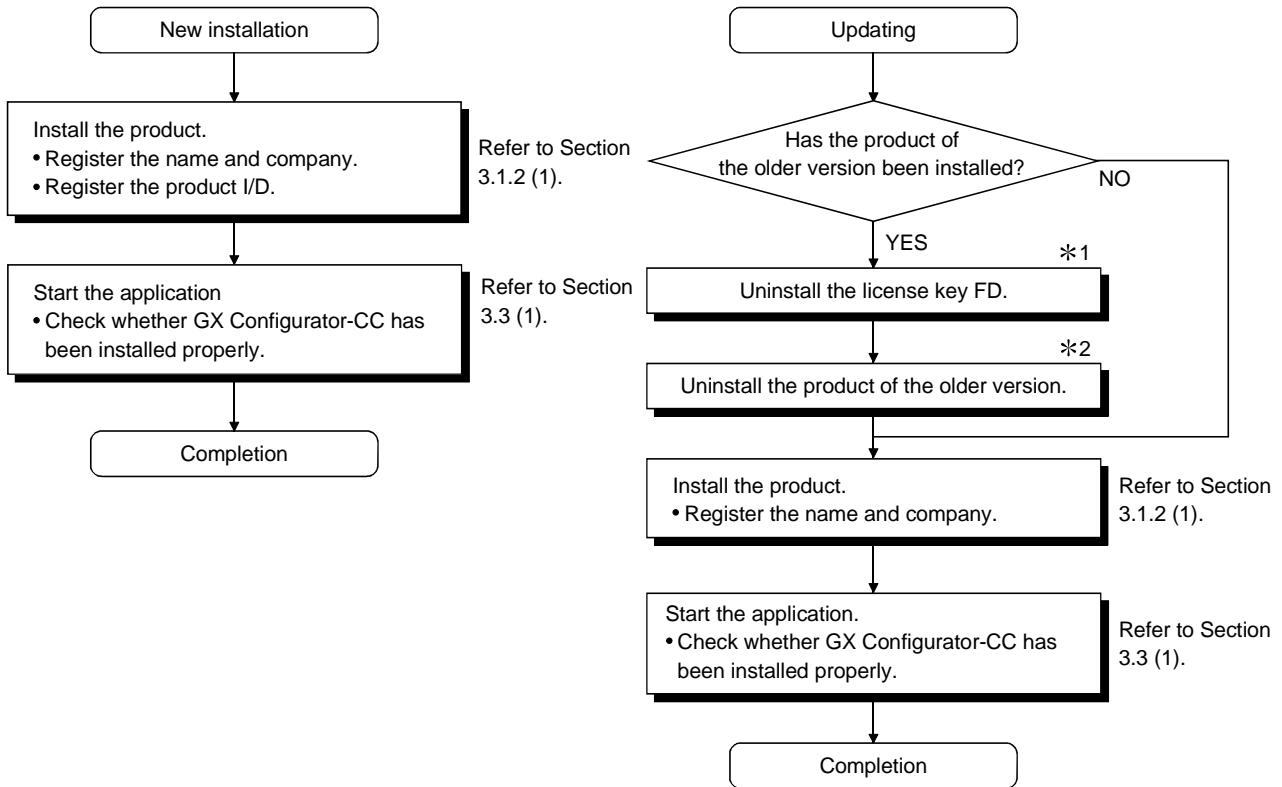 New installation
Install the product.
• Register the name and company.
• Register the product I/D.
Refer to Section
3.1.2 (1).
Start the application
• Check whether GX Configurator-CC has
been installed properly.
Refer to Section
3.3 (1).
Completion
Updating
Has the product of
the older version been installed?
NO
YES
*1
Uninstall the license key FD.
*2
Uninstall the product of the older version.
Install the product.
• Register the name and company.
Refer to Section
3.1.2 (1).
Start the application.
• Check whether GX Configurator-CC has
been installed properly.
Refer to Section
3.3 (1).
Completion